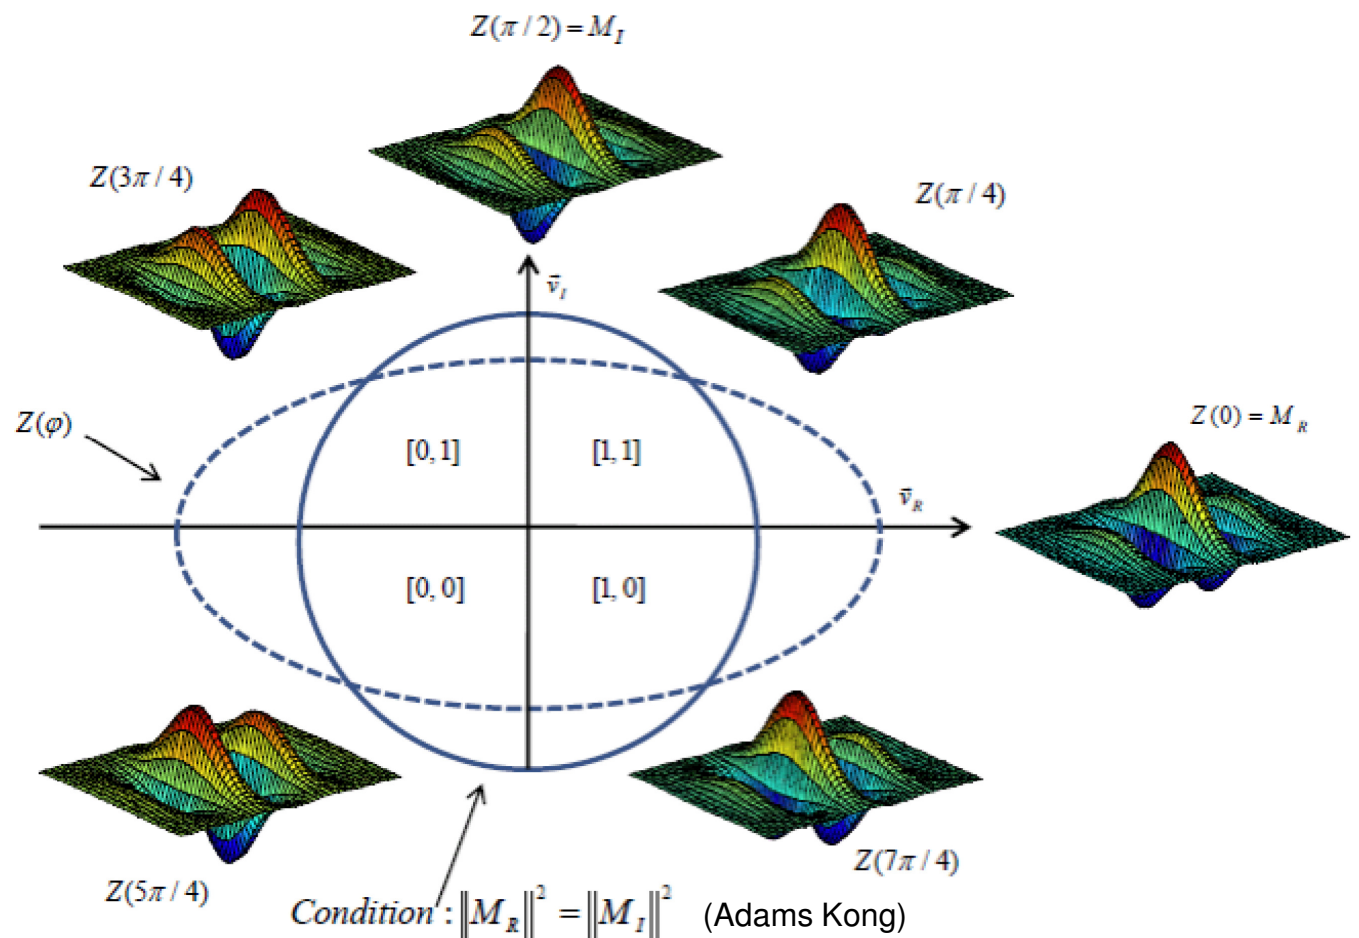 Z(π / 2) = M_I
Z(3π / 4)
Z(π / 4)
v̄_I
Z(φ)
Z(0) = M_R
[0, 1]
[1, 1]
v̄_R
[0, 0]
[1, 0]
Z(5π / 4)
Z(7π / 4)
Condition : ‖M_R‖² = ‖M_I‖² (Adams Kong)